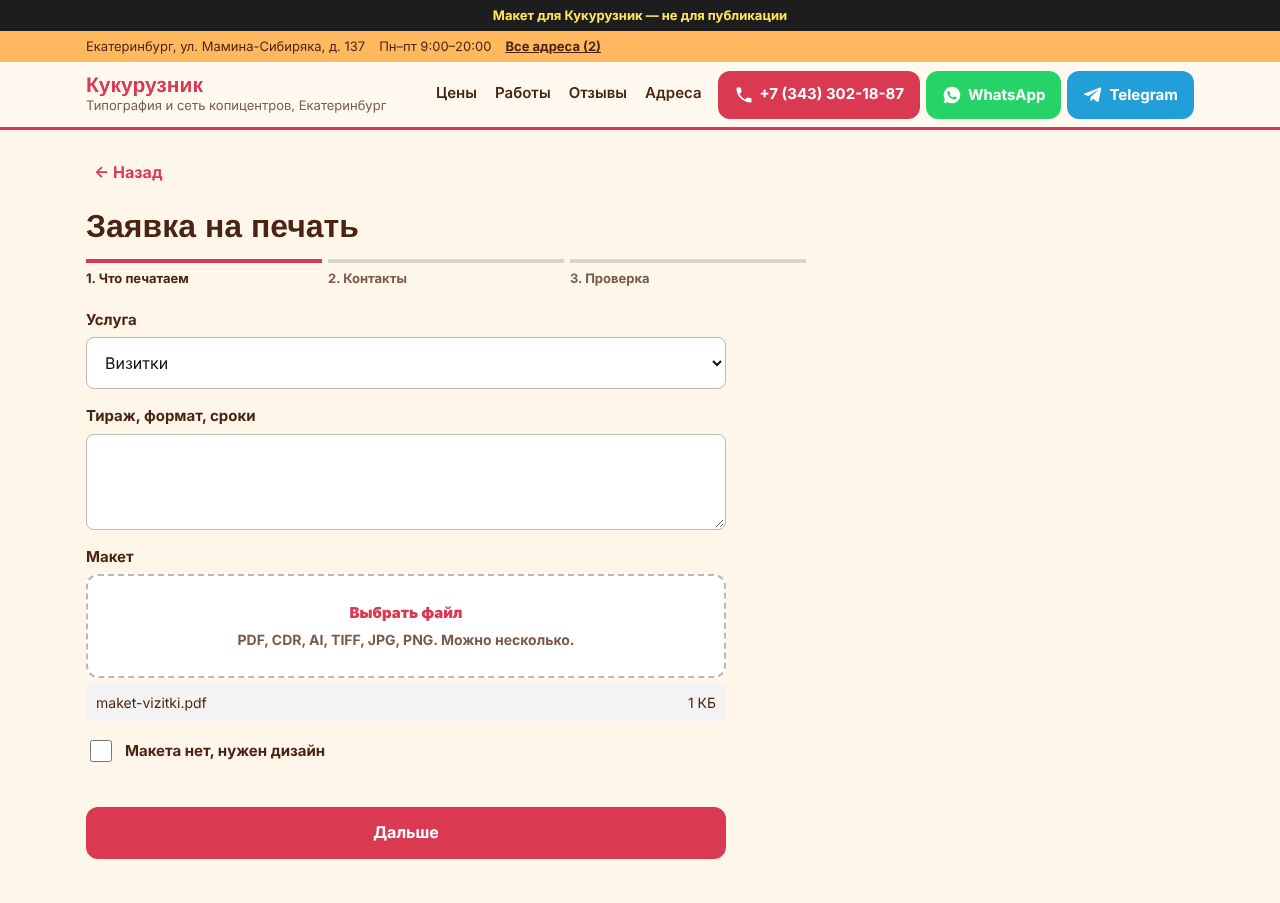 Макет для Кукурузник — не для публикации
Екатеринбург, ул. Мамина-Сибиряка, д. 137 Пн–пт 9:00–20:00 Все адреса (2)
Кукурузник
Типография и сеть копицентров, Екатеринбург
Цены Работы Отзывы Адреса +7 (343) 302-18-87 WhatsApp Telegram
← Назад
Заявка на печать
1. Что печатаем 2. Контакты 3. Проверка
Услуга
Визитки
Тираж, формат, сроки
Макет
Выбрать файл
PDF, CDR, AI, TIFF, JPG, PNG. Можно несколько.
maket-vizitki.pdf 1 КБ
Макета нет, нужен дизайн
Дальше